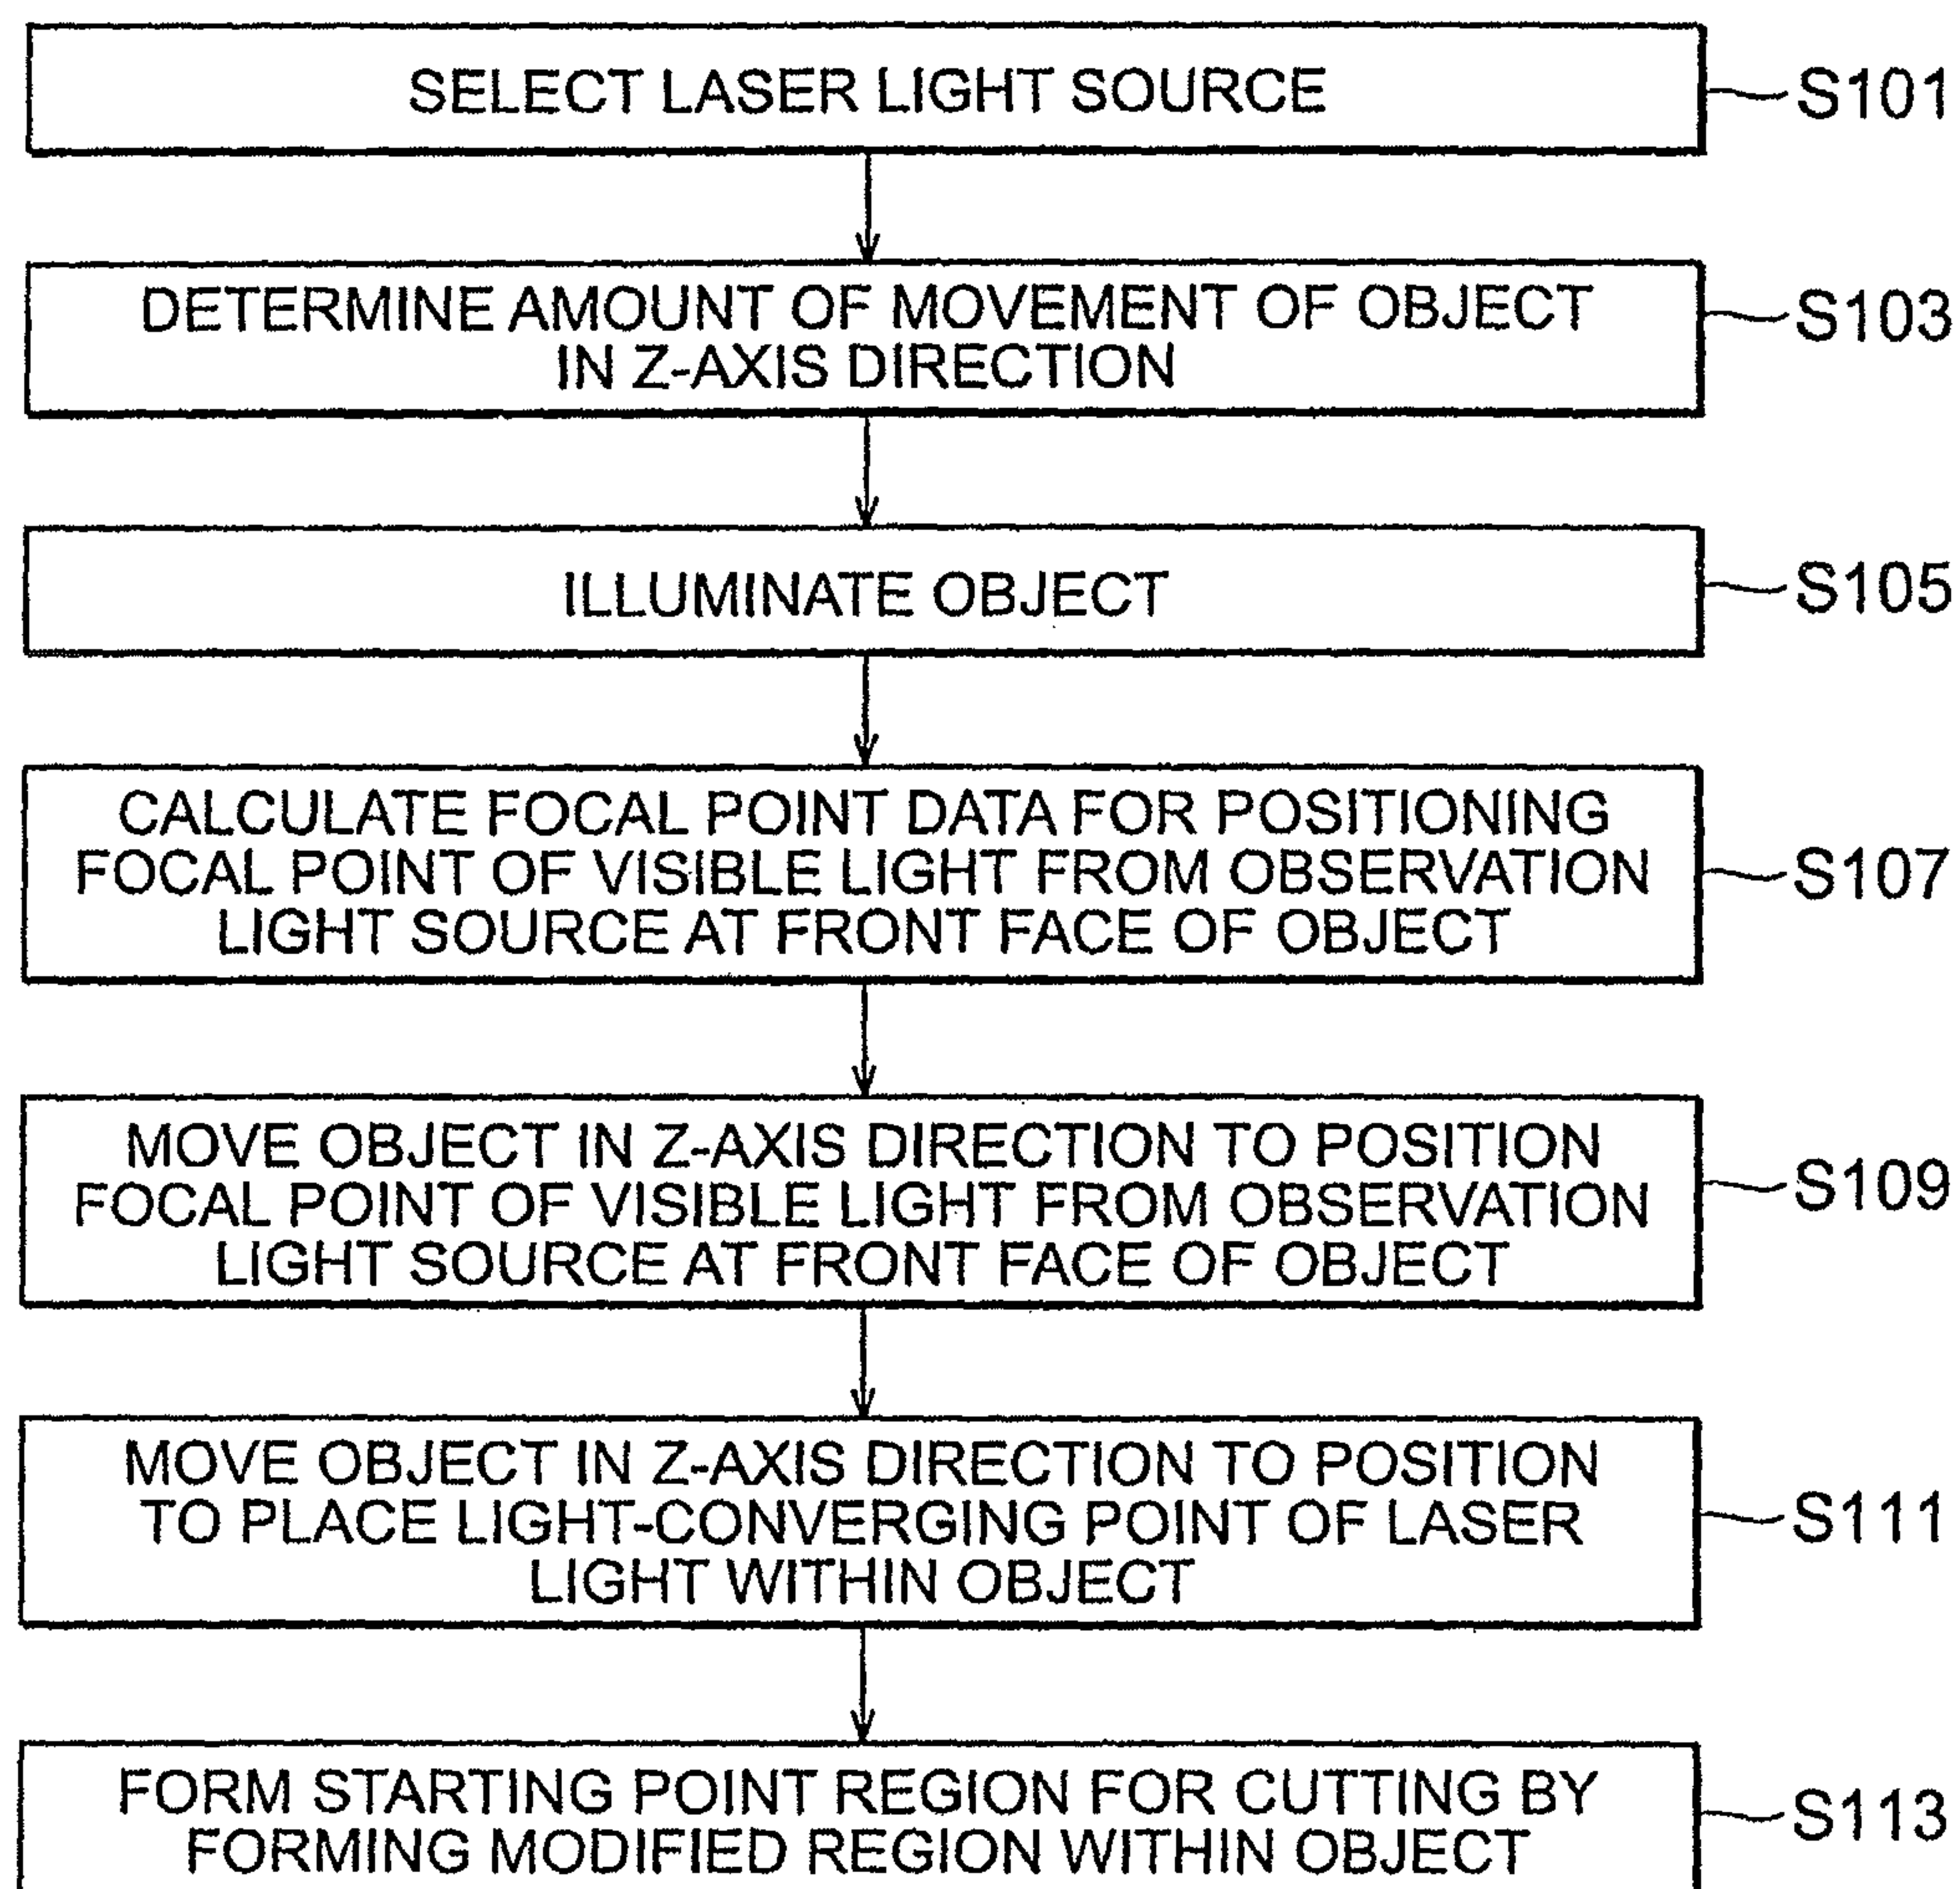 SELECT LASER LIGHT SOURCE
S101
DETERMINE AMOUNT OF MOVEMENT OF OBJECT
IN Z-AXIS DIRECTION
S103
ILLUMINATE OBJECT
S105
CALCULATE FOCAL POINT DATA FOR POSITIONING
FOCAL POINT OF VISIBLE LIGHT FROM OBSERVATION
LIGHT SOURCE AT FRONT FACE OF OBJECT
S107
MOVE OBJECT IN Z-AXIS DIRECTION TO POSITION
FOCAL POINT OF VISIBLE LIGHT FROM OBSERVATION
LIGHT SOURCE AT FRONT FACE OF OBJECT
S109
MOVE OBJECT IN Z-AXIS DIRECTION TO POSITION
TO PLACE LIGHT-CONVERGING POINT OF LASER
LIGHT WITHIN OBJECT
S111
FORM STARTING POINT REGION FOR CUTTING BY
FORMING MODIFIED REGION WITHIN OBJECT
S113